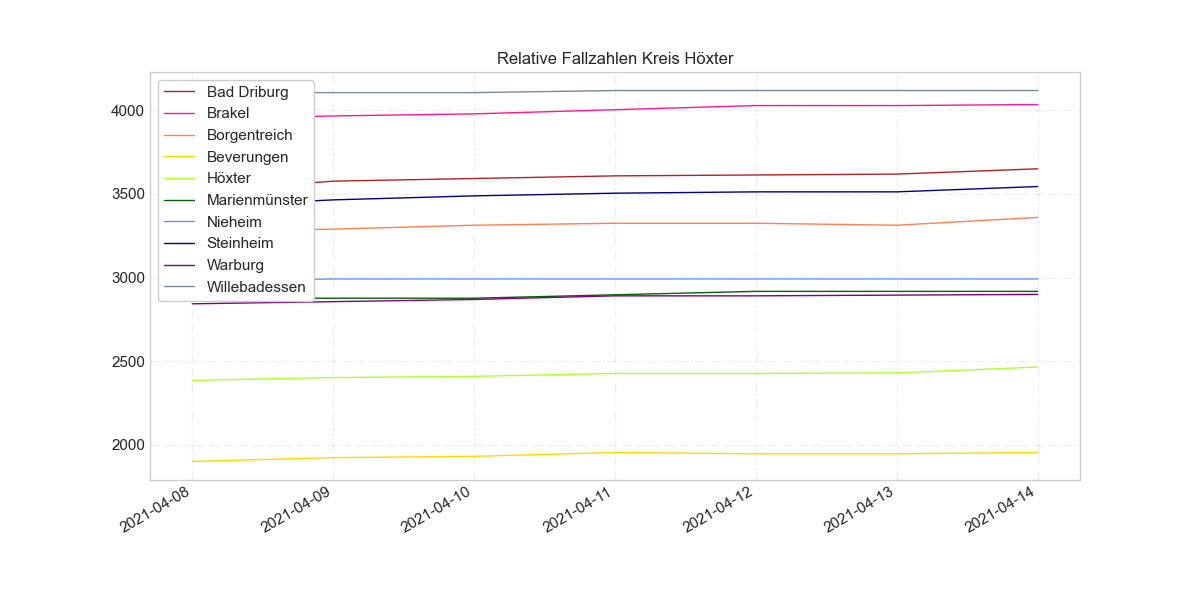 Relative Fallzahlen Kreis Höxter
Bad Driburg
Brakel
Borgentreich
Beverungen
Höxter
Marienmünster
Nieheim
Steinheim
Warburg
Willebadessen
4000
3500
3000
2500
2000
2021-04-08
2021-04-09
2021-04-10
2021-04-11
2021-04-12
2021-04-13
2021-04-14